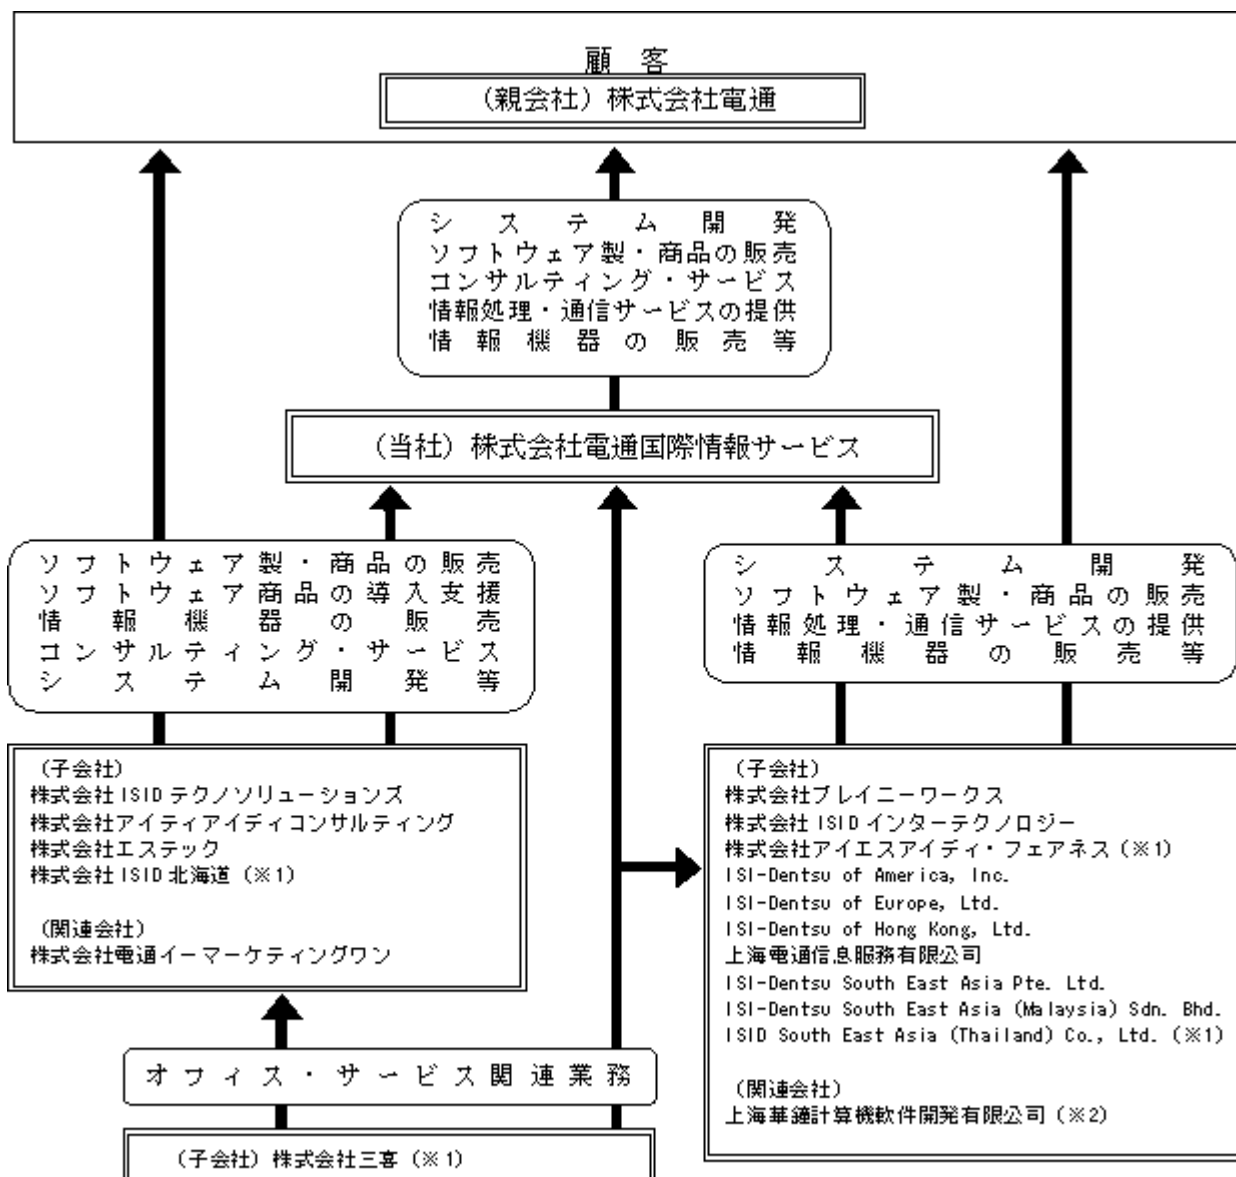 顧客
(親会社) 株式会社電通
システム開発
ソフトウェア製・商品の販売
コンサルティング・サービス
情報処理・通信サービスの提供
情報機器の販売等
(当社) 株式会社電通国際情報サービス
ソフトウェア製・商品の販売
ソフトウェア商品の導入支援
情報機器の販売
コンサルティング・サービス
システム開発等
システム開発
ソフトウェア製・商品の販売
情報処理・通信サービスの提供
情報機器の販売等
(子会社)
株式会社ISIDテクノソリューションズ
株式会社アイティアイディコンサルティング
株式会社エステック
株式会社ISID北海道 (※1)
(関連会社)
株式会社電通イーマーケティングワン
(子会社)
株式会社ブレイニーワークス
株式会社ISIDインターテクノロジー
株式会社アイエスアイディ・フェアネス (※1)
ISI-Dentsu of America, Inc.
ISI-Dentsu of Europe, Ltd.
ISI-Dentsu of Hong Kong, Ltd.
上海電通信息服務有限公司
ISI-Dentsu South East Asia Pte. Ltd.
ISI-Dentsu South East Asia (Malaysia) Sdn. Bhd.
ISID South East Asia (Thailand) Co., Ltd. (※1)
(関連会社)
上海華鐘計算機軟件開発有限公司 (※2)
オフィス・サービス関連業務
(子会社) 株式会社三喜 (※1)